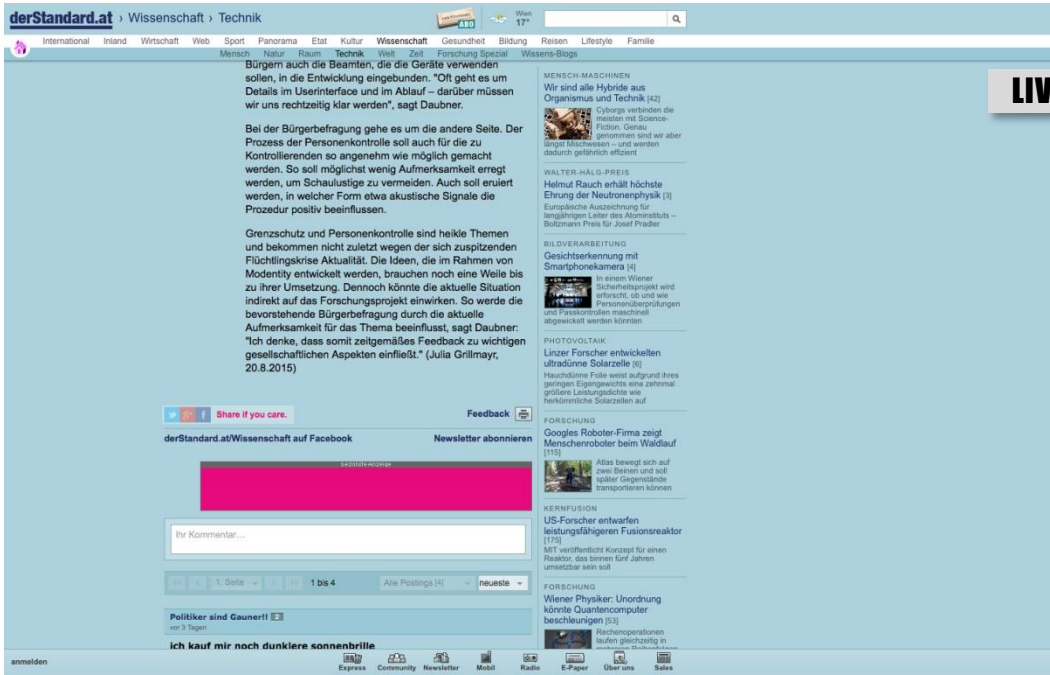 derStandard.at › Wissenschaft › Technik
ABO
Wien
17°
International Inland Wirtschaft Web Sport Panorama Etat Kultur Wissenschaft Gesundheit Bildung Reisen Lifestyle Familie
Mensch Natur Raum Technik Welt Zeit Forschung Spezial Wissens-Blogs
Bürgern auch die Beamten, die die Geräte verwenden
sollen, in die Entwicklung eingebunden. "Oft geht es um
Details im Userinterface und im Ablauf – darüber müssen
wir uns rechtzeitig klar werden", sagt Daubner.
Bei der Bürgerbefragung gehe es um die andere Seite. Der
Prozess der Personenkontrolle soll auch für die zu
Kontrollierenden so angenehm wie möglich gemacht
werden. So soll möglichst wenig Aufmerksamkeit erregt
werden, um Schaulustige zu vermeiden. Auch soll eruiert
werden, in welcher Form etwa akustische Signale die
Prozedur positiv beeinflussen.
Grenzschutz und Personenkontrolle sind heikle Themen
und bekommen nicht zuletzt wegen der sich zuspitzenden
Flüchtlingskrise Aktualität. Die Ideen, die im Rahmen von
Modentity entwickelt werden, brauchen noch eine Weile bis
zu ihrer Umsetzung. Dennoch könnte die aktuelle Situation
indirekt auf das Forschungsprojekt einwirken. So werde die
bevorstehende Bürgerbefragung durch die aktuelle
Aufmerksamkeit für das Thema beeinflusst, sagt Daubner:
"Ich denke, dass somit zeitgemäßes Feedback zu wichtigen
gesellschaftlichen Aspekten einfließt." (Julia Grillmayr,
20.8.2015)
Share if you care.
Feedback
derStandard.at/Wissenschaft auf Facebook
Newsletter abonnieren
bezahlte Anzeige
Ihr Kommentar...
1. Seite
1 bis 4
Alle Postings [4]
neueste
Politiker sind Gauner!! 2
vor 3 Tagen
ich kauf mir noch dunklere sonnenbrille
MENSCH-MASCHINEN
Wir sind alle Hybride aus
Organismus und Technik [42]
Cyborgs verbinden die
meisten mit Science-
Fiction. Genau
genommen sind wir aber
längst Mischwesen – und werden
dadurch gefährlich effizient
WALTER-HÄLG-PREIS
Helmut Rauch erhält höchste
Ehrung der Neutronenphysik [3]
Europäische Auszeichnung für
langjährigen Leiter des Atominstituts –
Boltzmann Preis für Josef Pradler
BILDVERARBEITUNG
Gesichtserkennung mit
Smartphonekamera [4]
In einem Wiener
Sicherheitsprojekt wird
erforscht, ob und wie
Personenüberprüfungen
und Passkontrollen maschinell
abgewickelt werden könnten
PHOTOVOLTAIK
Linzer Forscher entwickelten
ultradünne Solarzelle [6]
Hauchdünne Folie weist aufgrund ihres
geringen Eigengewichts eine zehnmal
größere Leistungsdichte wie
herkömmliche Solarzellen auf
FORSCHUNG
Googles Roboter-Firma zeigt
Menschenroboter beim Waldlauf
[115]
Atlas bewegt sich auf
zwei Beinen und soll
später Gegenstände
transportieren können
KERNFUSION
US-Forscher entwarfen
leistungsfähigeren Fusionsreaktor
[175]
MIT veröffentlicht Konzept für einen
Reaktor, das binnen fünf Jahren
umsetzbar sein soll
FORSCHUNG
Wiener Physiker: Unordnung
könnte Quantencomputer
beschleunigen [53]
Rechenoperationen
laufen gleichzeitig in
LIV
anmelden
Express Community Newsletter Mobil Radio E-Paper Über uns Sales